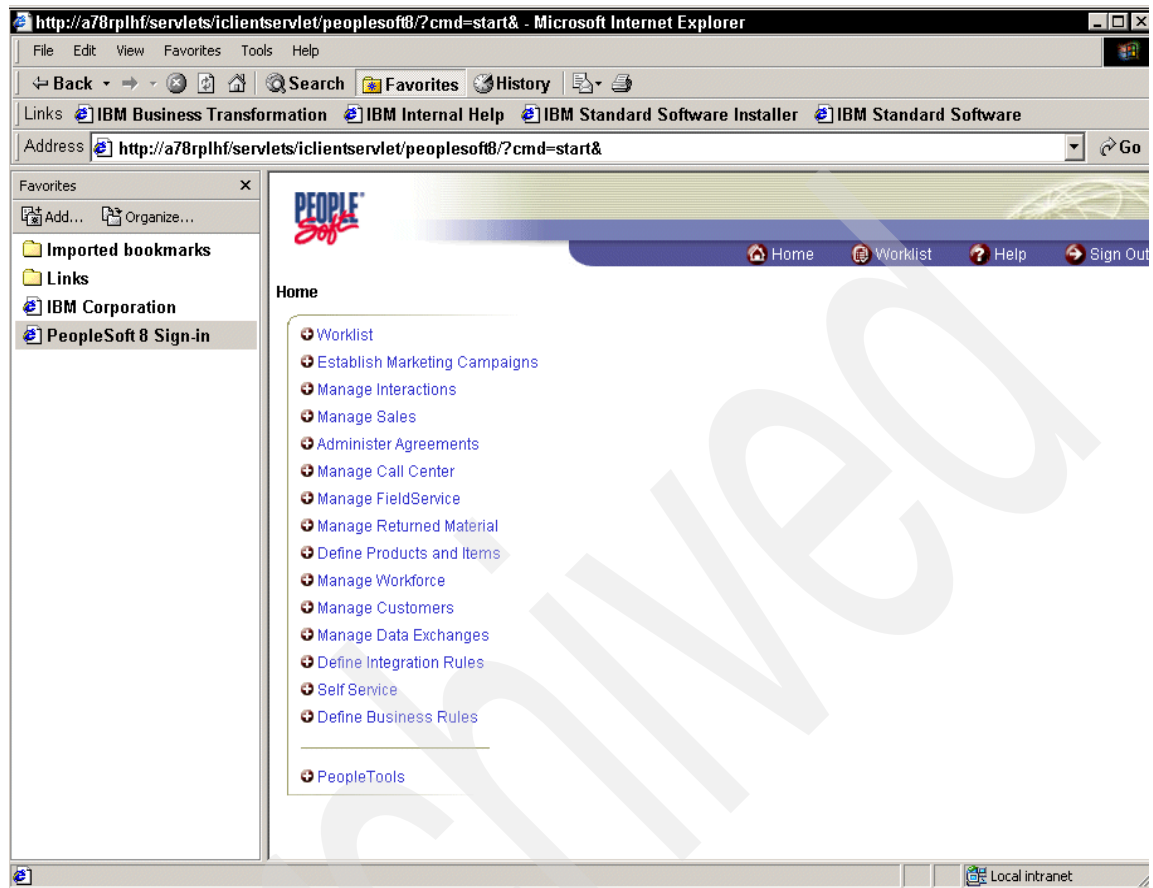 http://a78rplhf/servlets/iclientservlet/peoplesoft8/?cmd=start& - Microsoft Internet Explorer
File Edit View Favorites Tools Help
Back Search Favorites History
Links IBM Business Transformation IBM Internal Help IBM Standard Software Installer IBM Standard Software
Address http://a78rplhf/servlets/iclientservlet/peoplesoft8/?cmd=start& Go
Favorites
Add... Organize...
Imported bookmarks
Links
IBM Corporation
PeopleSoft 8 Sign-in
PEOPLE
Soft
Home Worklist Help Sign Out
Home
Worklist
Establish Marketing Campaigns
Manage Interactions
Manage Sales
Administer Agreements
Manage Call Center
Manage FieldService
Manage Returned Material
Define Products and Items
Manage Workforce
Manage Customers
Manage Data Exchanges
Define Integration Rules
Self Service
Define Business Rules
PeopleTools
Local intranet